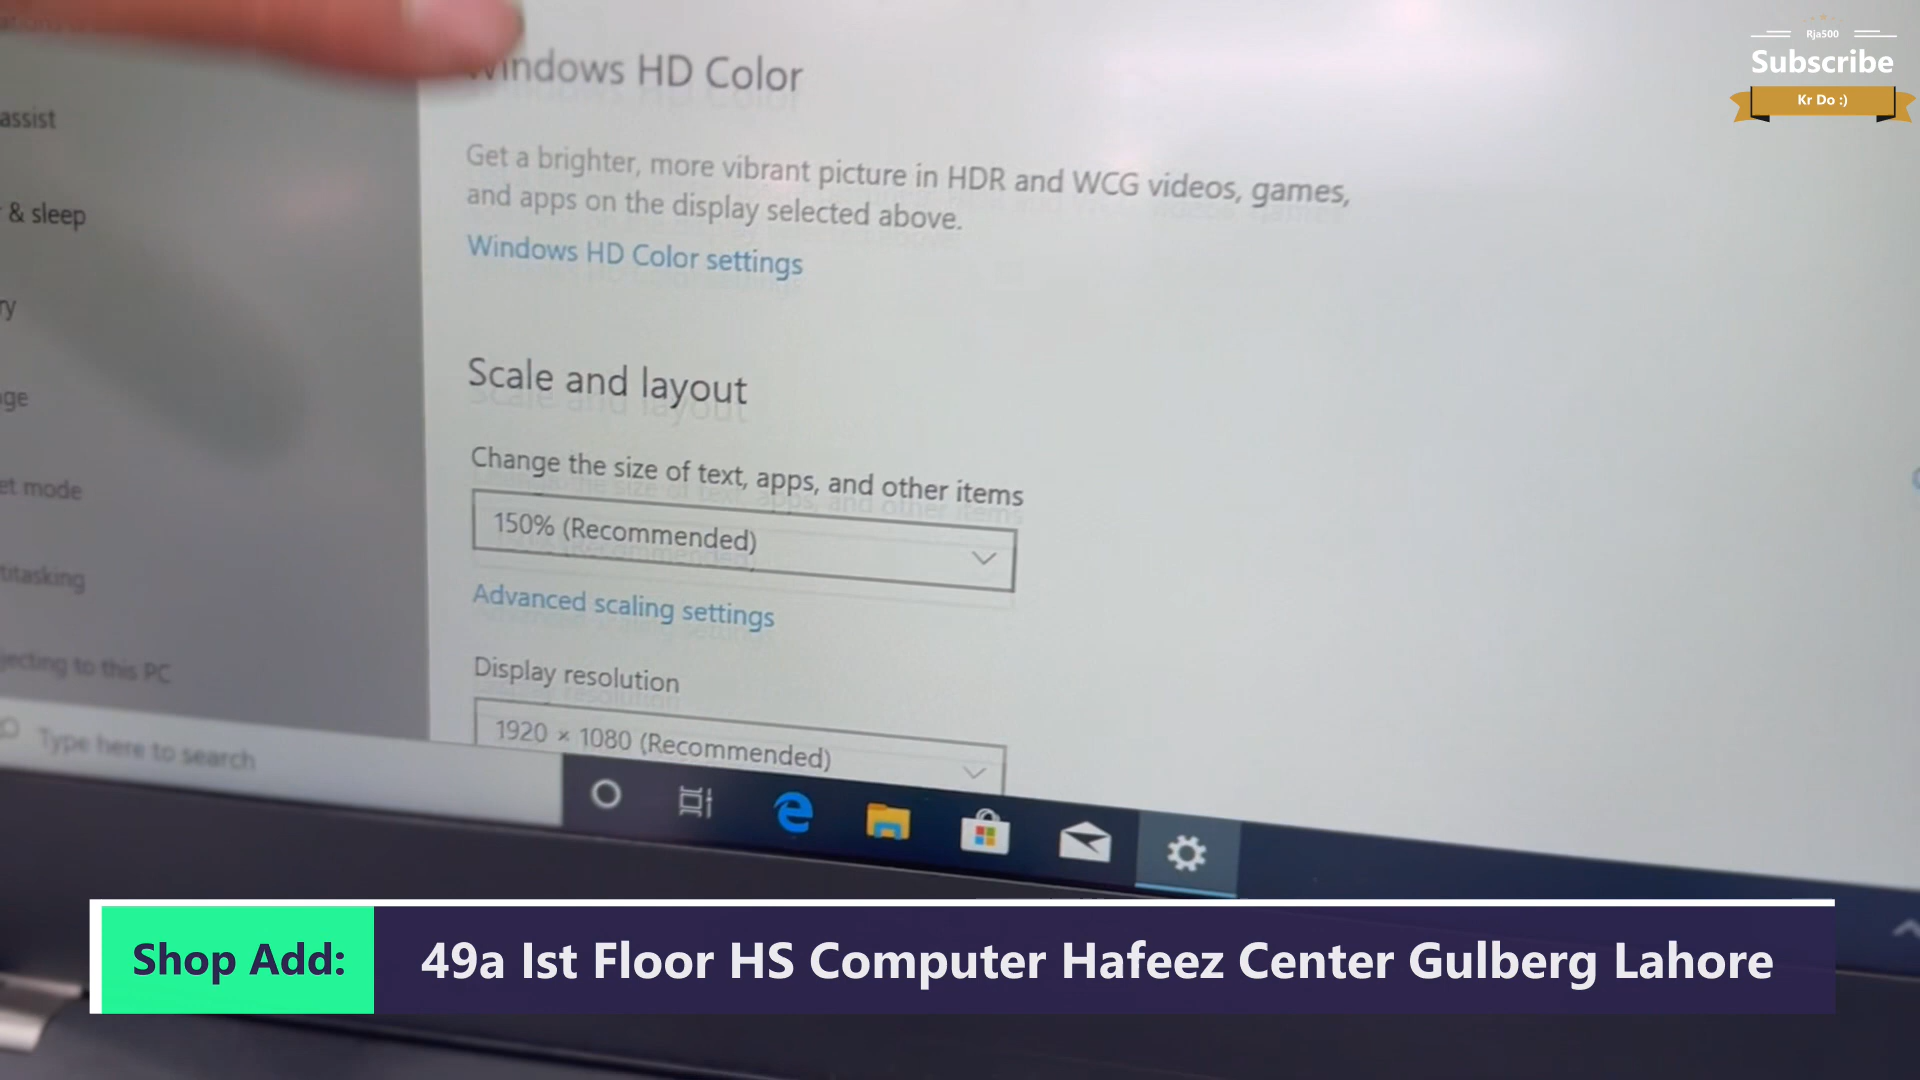 Rja500
Subscribe
Kr Do :)
Windows HD Color
Get a brighter, more vibrant picture in HDR and WCG videos, games,
and apps on the display selected above.
Windows HD Color settings
Scale and layout
Change the size of text, apps, and other items
150% (Recommended)
Advanced scaling settings
Display resolution
1920 × 1080 (Recommended)
assist
& sleep
ry
age
et mode
titasking
jecting to this PC
Type here to search
Shop Add:
49a Ist Floor HS Computer Hafeez Center Gulberg Lahore